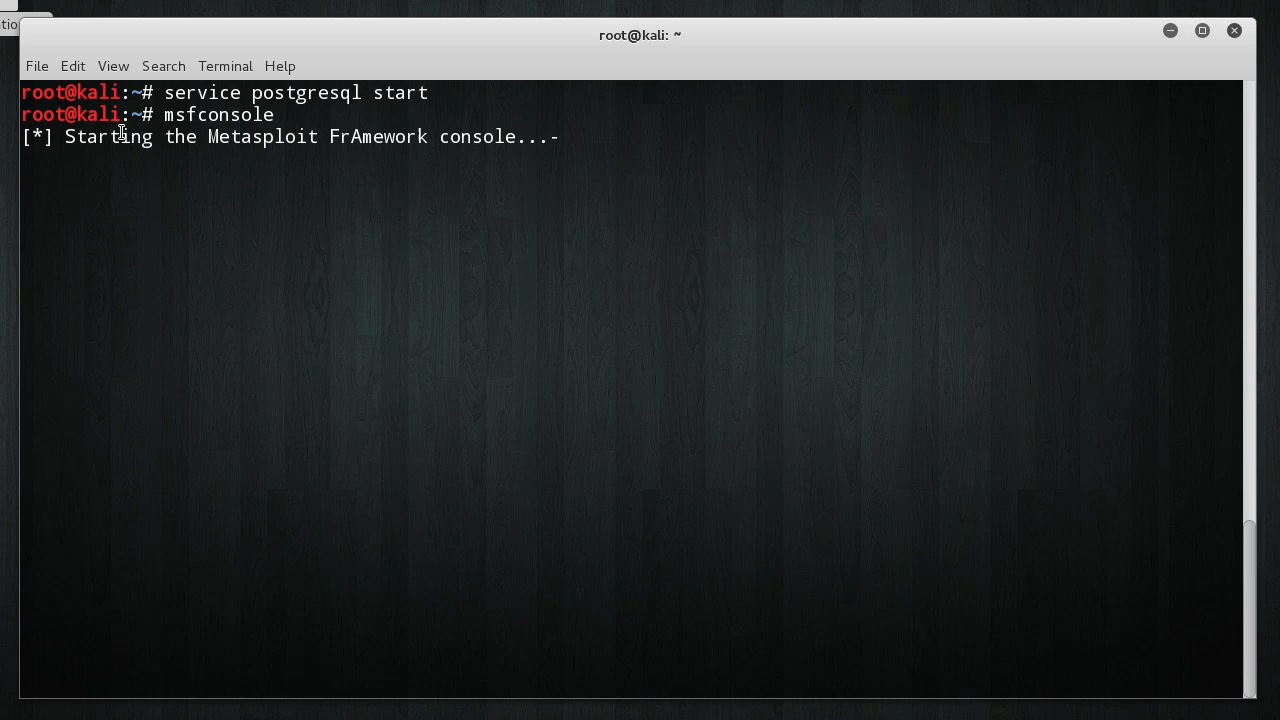 tio
root@kali: ~
File Edit View Search Terminal Help
root@kali:~# service postgresql start
root@kali:~# msfconsole
[*] Starting the Metasploit FrAmework console...-